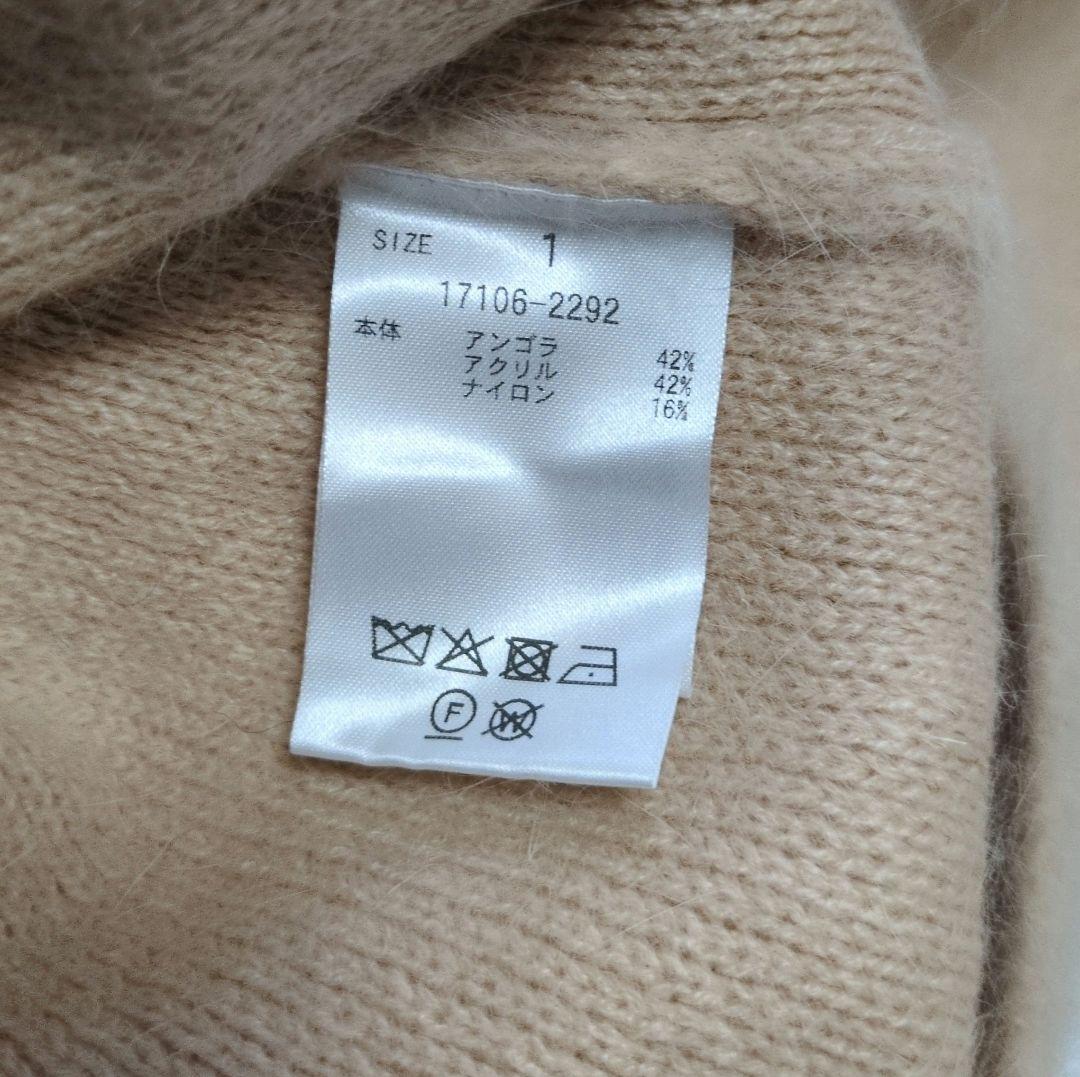 SIZE 1
17106-2292
本体 アンゴラ 42%
アクリル 42%
ナイロン 16%
F W